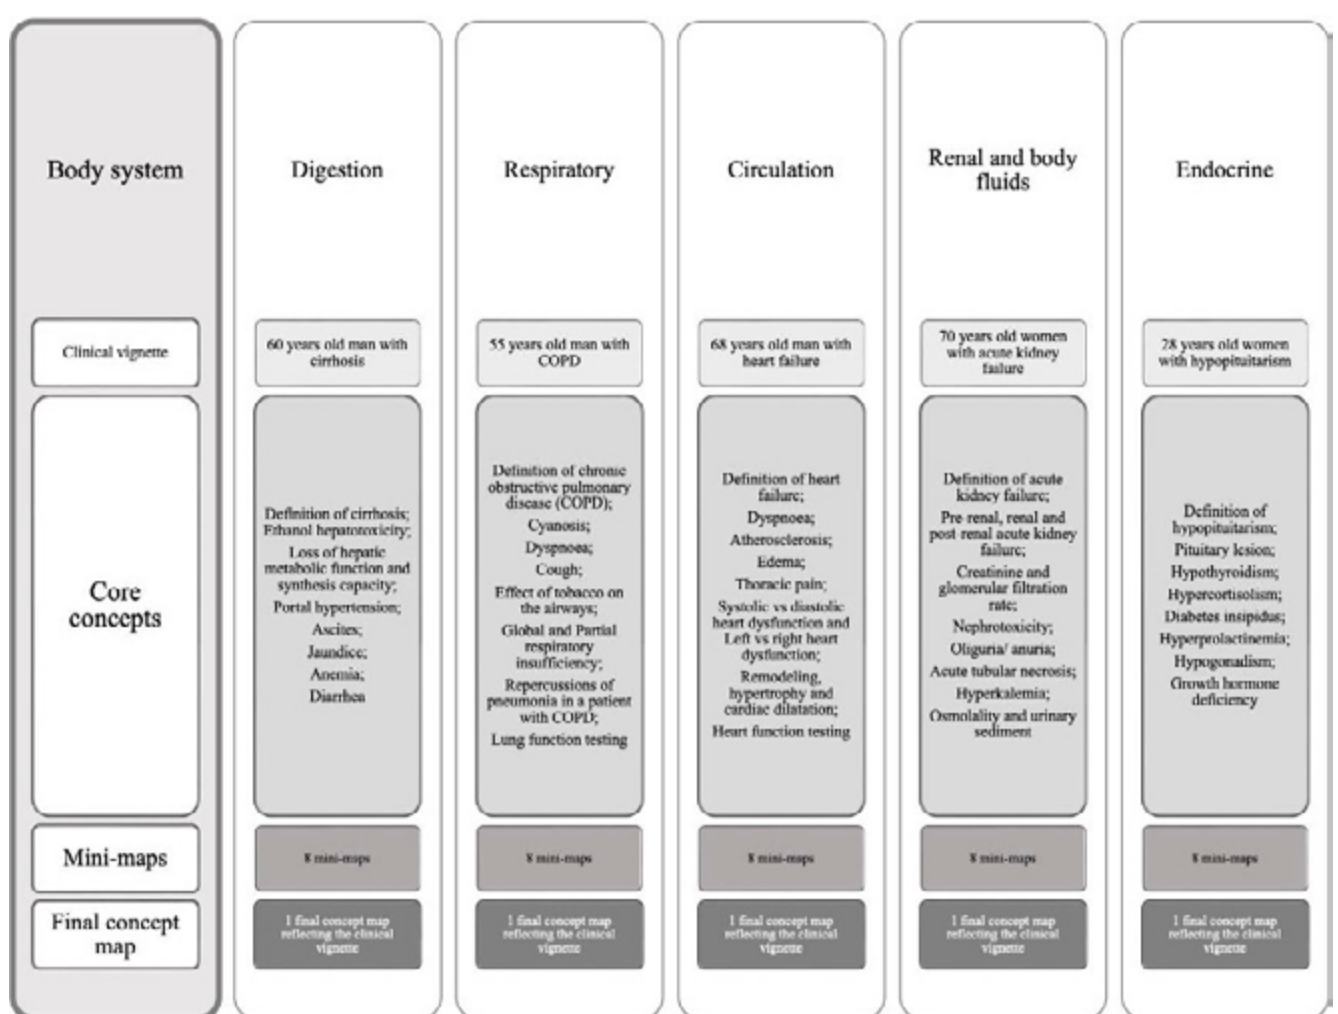 Body system
Clinical vignette
Core
concepts
Mini-maps
Final concept
map
Digestion
60 years old man with
cirrhosis
Definition of cirrhosis;
Ethanol hepatotoxicity;
Loss of hepatic
metabolic function and
synthesis capacity;
Portal hypertension;
Ascites;
Jaundice;
Anemia;
Diarrhea
8 mini-maps
1 final concept map
reflecting the clinical
vignette
Respiratory
55 years old man with
COPD
Definition of chronic
obstructive pulmonary
disease (COPD);
Cyanosis;
Dyspnoea;
Cough;
Effect of tobacco on
the airways;
Global and Partial
respiratory
insufficiency;
Repercussions of
pneumonia in a patient
with COPD;
Lung function testing
8 mini-maps
1 final concept map
reflecting the clinical
vignette
Circulation
68 years old man with
heart failure
Definition of heart
failure;
Dyspnoea;
Atherosclerosis;
Edema;
Thoracic pain;
Systolic vs diastolic
heart dysfunction and
Left vs right heart
dysfunction;
Remodeling,
hypertrophy and
cardiac dilatation;
Heart function testing
8 mini-maps
1 final concept map
reflecting the clinical
vignette
Renal and body
fluids
70 years old women
with acute kidney
failure
Definition of acute
kidney failure;
Pre-renal, renal and
post-renal acute kidney
failure;
Creatinine and
glomerular filtration
rate;
Nephrotoxicity;
Oliguria/ anuria;
Acute tubular necrosis;
Hyperkalemia;
Osmolality and urinary
sediment
8 mini-maps
1 final concept map
reflecting the clinical
vignette
Endocrine
28 years old women
with hypopituitarism
Definition of
hypopituitarism;
Pituitary lesion;
Hypothyroidism;
Hypercortisolism;
Diabetes insipidus;
Hyperprolactinemia;
Hypogonadism;
Growth hormone
deficiency
8 mini-maps
1 final concept map
reflecting the clinical
vignette